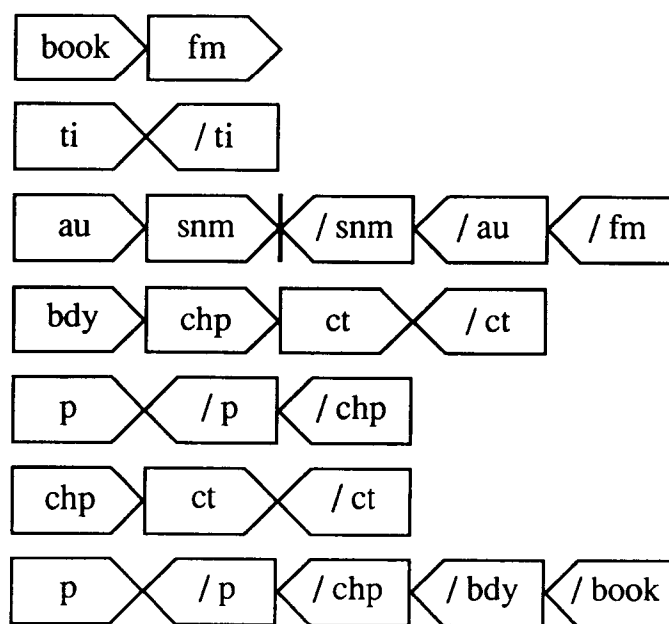 book fm
ti / ti
au snm / snm / au / fm
bdy chp ct / ct
p / p / chp
chp ct / ct
p / p / chp / bdy / book